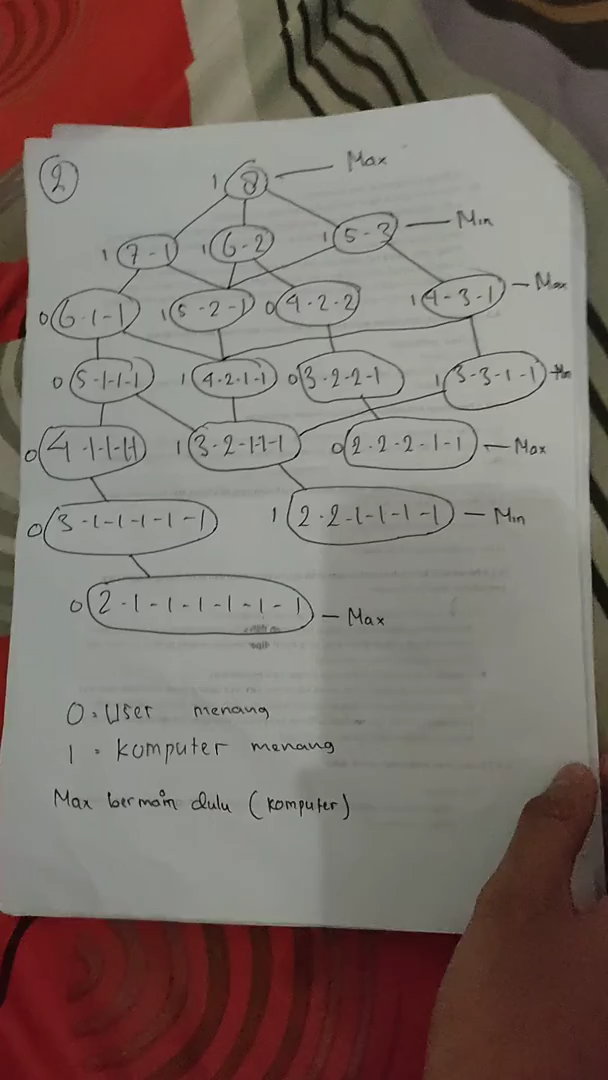 2
1 8 — Max
1 7-1 1 6-2 1 5-3 — Min
0 6-1-1 1 5-2-1 0 4-2-2 1 4-3-1 — Max
0 5-1-1-1 1 4-2-1-1 0 3-2-2-1 1 3-3-1-1 — Min
0 4-1-1-1-1 1 3-2-1-1-1 0 2-2-2-1-1 — Max
0 3-1-1-1-1-1 1 2-2-1-1-1-1 — Min
0 2-1-1-1-1-1-1 — Max
0 = User menang
1 = Komputer menang
Max bermain dulu (Komputer)